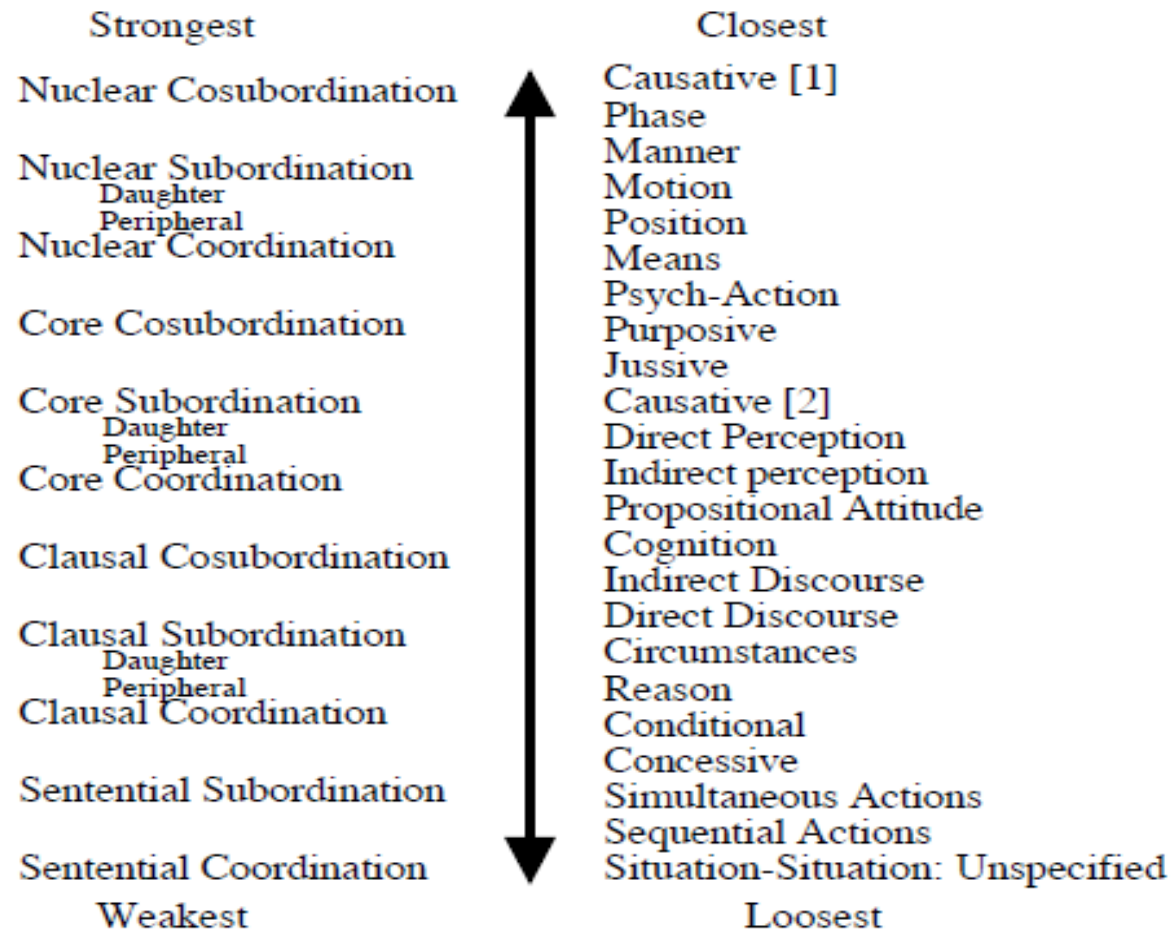 Strongest
Nuclear Cosubordination
Nuclear Subordination
Daughter
Peripheral
Nuclear Coordination
Core Cosubordination
Core Subordination
Daughter
Peripheral
Core Coordination
Clausal Cosubordination
Clausal Subordination
Daughter
Peripheral
Clausal Coordination
Sentential Subordination
Sentential Coordination
Weakest
Closest
Causative [1]
Phase
Manner
Motion
Position
Means
Psych-Action
Purposive
Jussive
Causative [2]
Direct Perception
Indirect perception
Propositional Attitude
Cognition
Indirect Discourse
Direct Discourse
Circumstances
Reason
Conditional
Concessive
Simultaneous Actions
Sequential Actions
Situation-Situation: Unspecified
Loosest